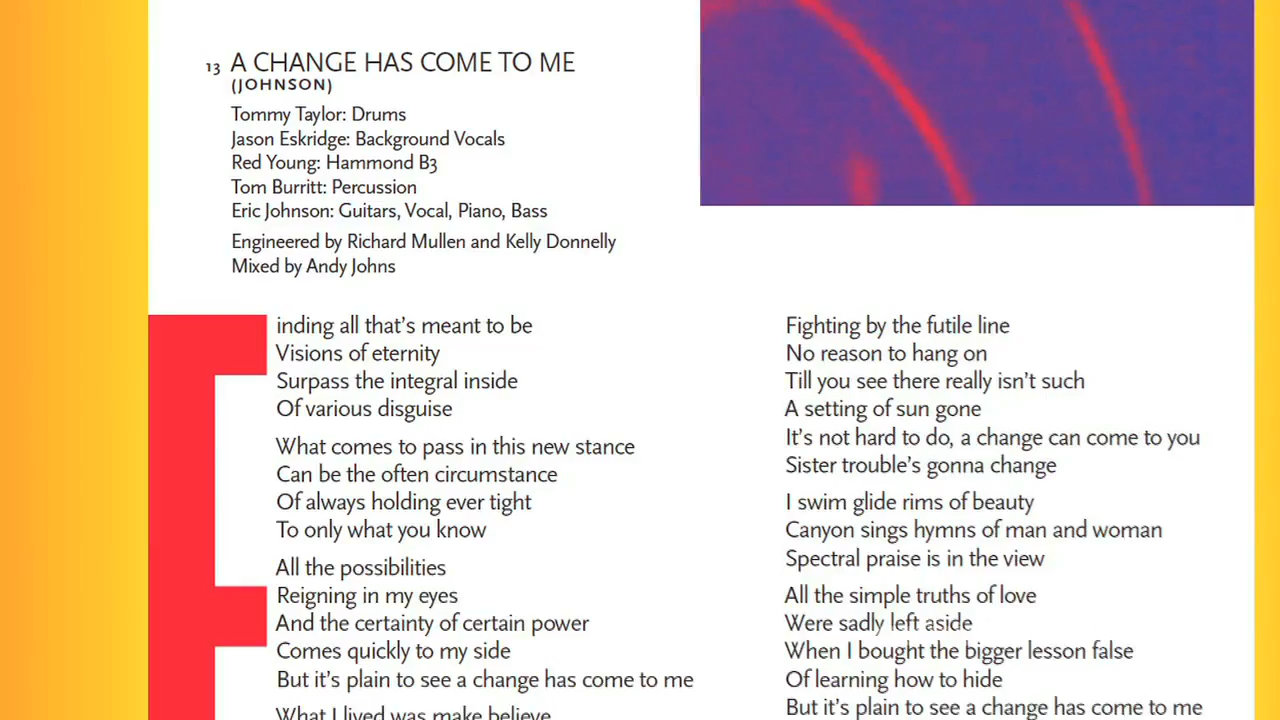 13 A CHANGE HAS COME TO ME
(JOHNSON)
Tommy Taylor: Drums
Jason Eskridge: Background Vocals
Red Young: Hammond B3
Tom Burritt: Percussion
Eric Johnson: Guitars, Vocal, Piano, Bass
Engineered by Richard Mullen and Kelly Donnelly
Mixed by Andy Johns
Finding all that's meant to be
Visions of eternity
Surpass the integral inside
Of various disguise
What comes to pass in this new stance
Can be the often circumstance
Of always holding ever tight
To only what you know
All the possibilities
Reigning in my eyes
And the certainty of certain power
Comes quickly to my side
But it's plain to see a change has come to me
What I lived was make believe
Fighting by the futile line
No reason to hang on
Till you see there really isn't such
A setting of sun gone
It's not hard to do, a change can come to you
Sister trouble's gonna change
I swim glide rims of beauty
Canyon sings hymns of man and woman
Spectral praise is in the view
All the simple truths of love
Were sadly left aside
When I bought the bigger lesson false
Of learning how to hide
But it's plain to see a change has come to me